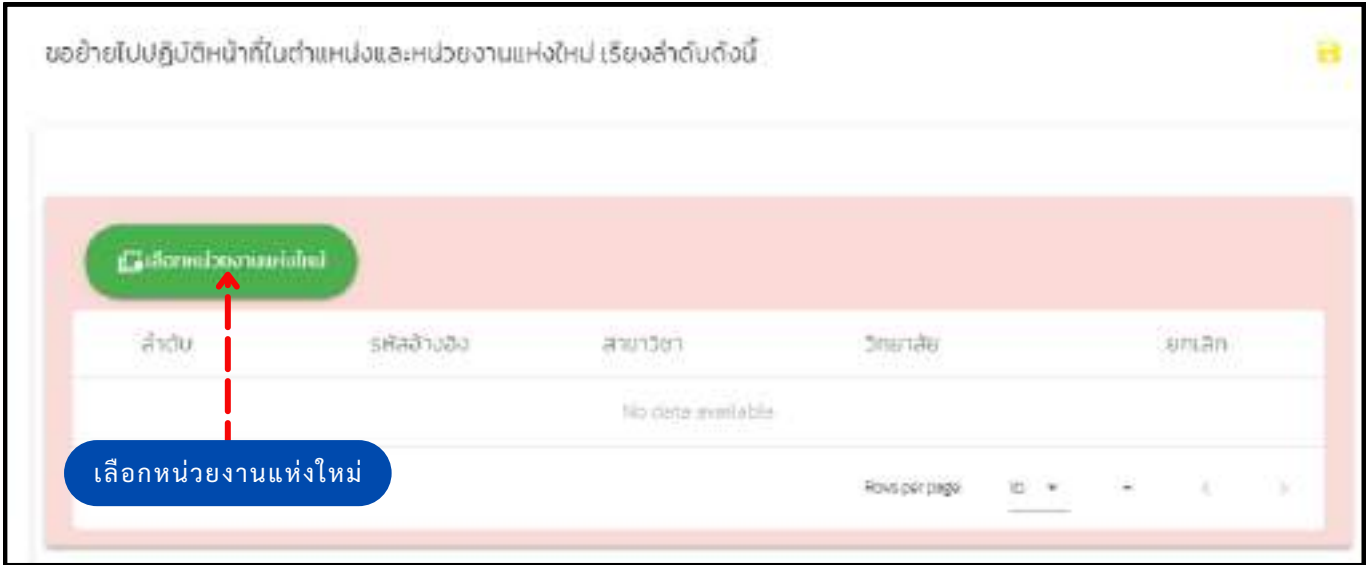 ขอย้ายไปปฏิบัติหน้าที่ในตำแหน่งและหน่วยงานแห่งใหม่ เรียงลำดับดังนี้
เลือกหน่วยงานแห่งใหม่
ลำดับ รหัสอ้างอิง สาขาวิชา วิทยาลัย ยกเลิก
No data available
เลือกหน่วยงานแห่งใหม่
Rows per page 10